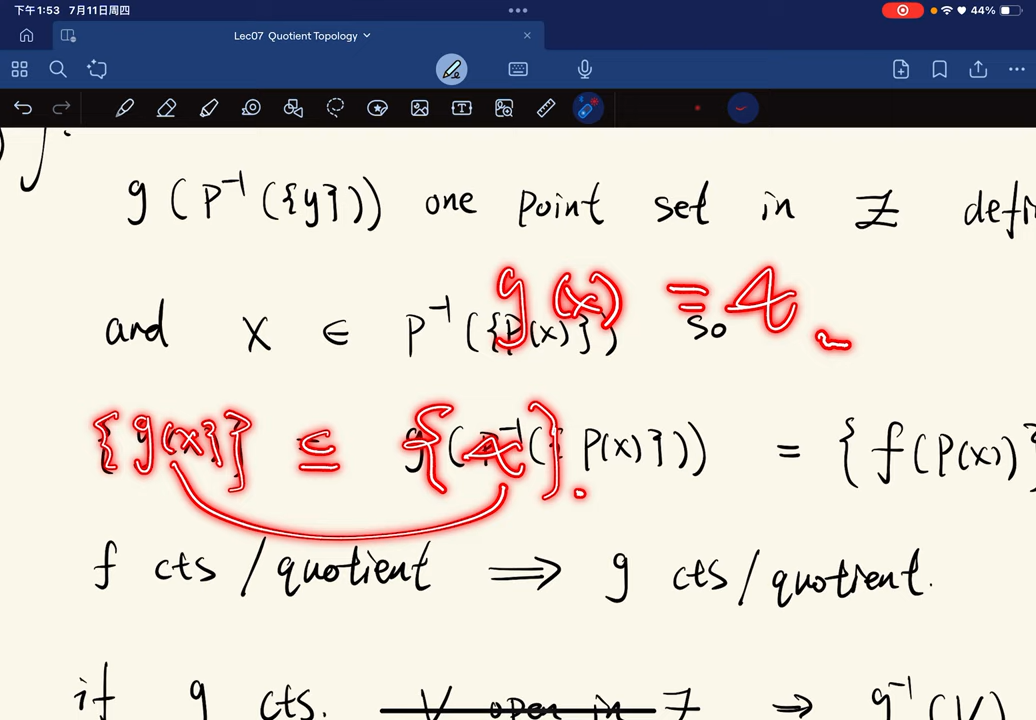 下午1:53 7月11日周四
44%
Lec07 Quotient Topology
g(P⁻¹({y})) one point set in Z defi
and x ∈ P⁻¹({P(x)}) so
g(x) =
{g(x)} ⊆ g(P⁻¹({P(x)})) = {f(P(x))
f cts/quotient ⟹ g cts/quotient.
if g cts. V open in Z ⇒ g⁻¹(V)